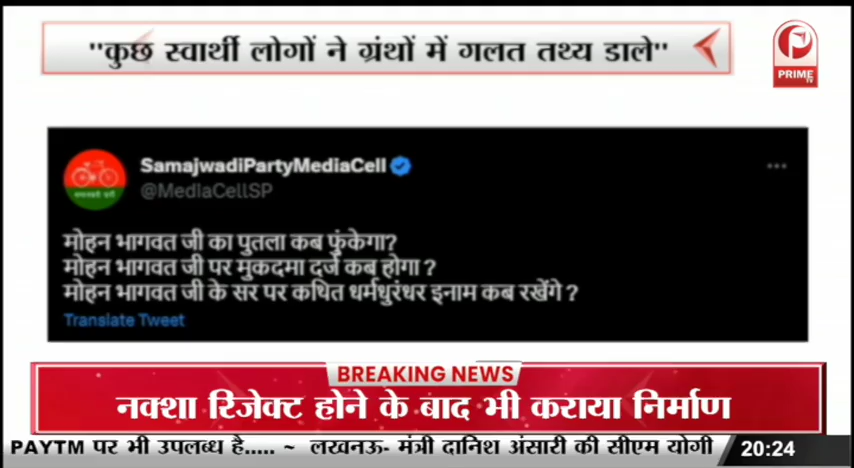 "कुछ स्वार्थी लोगों ने ग्रंथों में गलत तथ्य डाले"
PRIME
TV
SamajwadiPartyMediaCell
@MediaCellSP
मोहन भागवत जी का पुतला कब फुंकेगा?
मोहन भागवत जी पर मुकदमा दर्ज कब होगा ?
मोहन भागवत जी के सर पर कथित धर्मधुरंधर इनाम कब रखेंगे ?
Translate Tweet
BREAKING NEWS
नक्शा रिजेक्ट होने के बाद भी कराया निर्माण
PAYTM पर भी उपलब्ध है..... ~ लखनऊ- मंत्री दानिश अंसारी की सीएम योगी
20:24